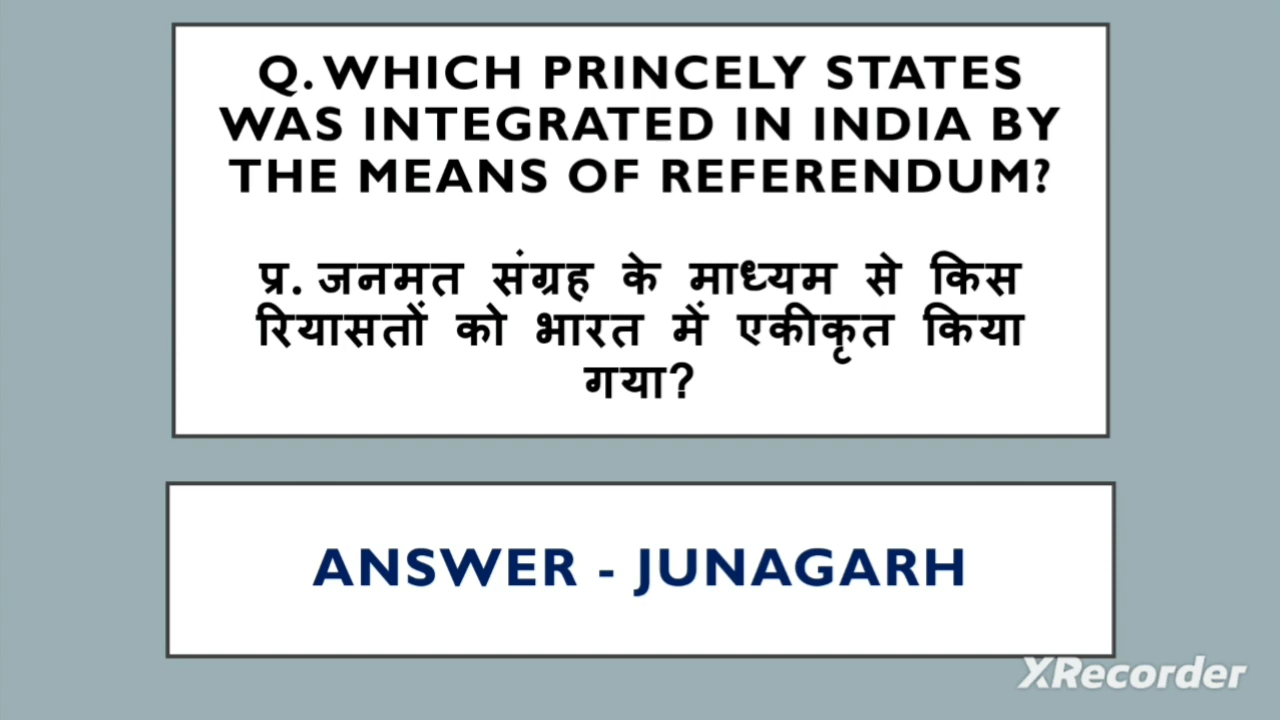 Q. WHICH PRINCELY STATES
WAS INTEGRATED IN INDIA BY
THE MEANS OF REFERENDUM?
प्र. जनमत संग्रह के माध्यम से किस
रियासतों को भारत में एकीकृत किया
गया?
ANSWER - JUNAGARH
XRecorder